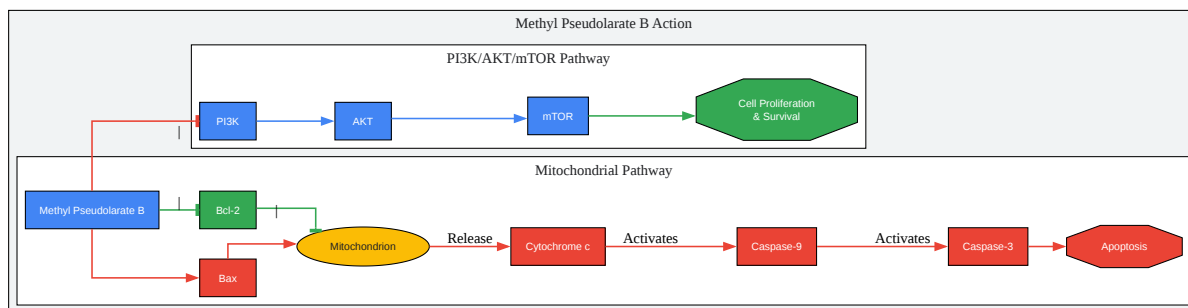 Methyl Pseudolarate B Action
PI3K/AKT/mTOR Pathway
PI3K
AKT
mTOR
Cell Proliferation
& Survival
|
Mitochondrial Pathway
Methyl Pseudolarate B
|
Bcl-2
|
Mitochondrion
Release
Cytochrome c
Activates
Caspase-9
Activates
Caspase-3
Apoptosis
Bax